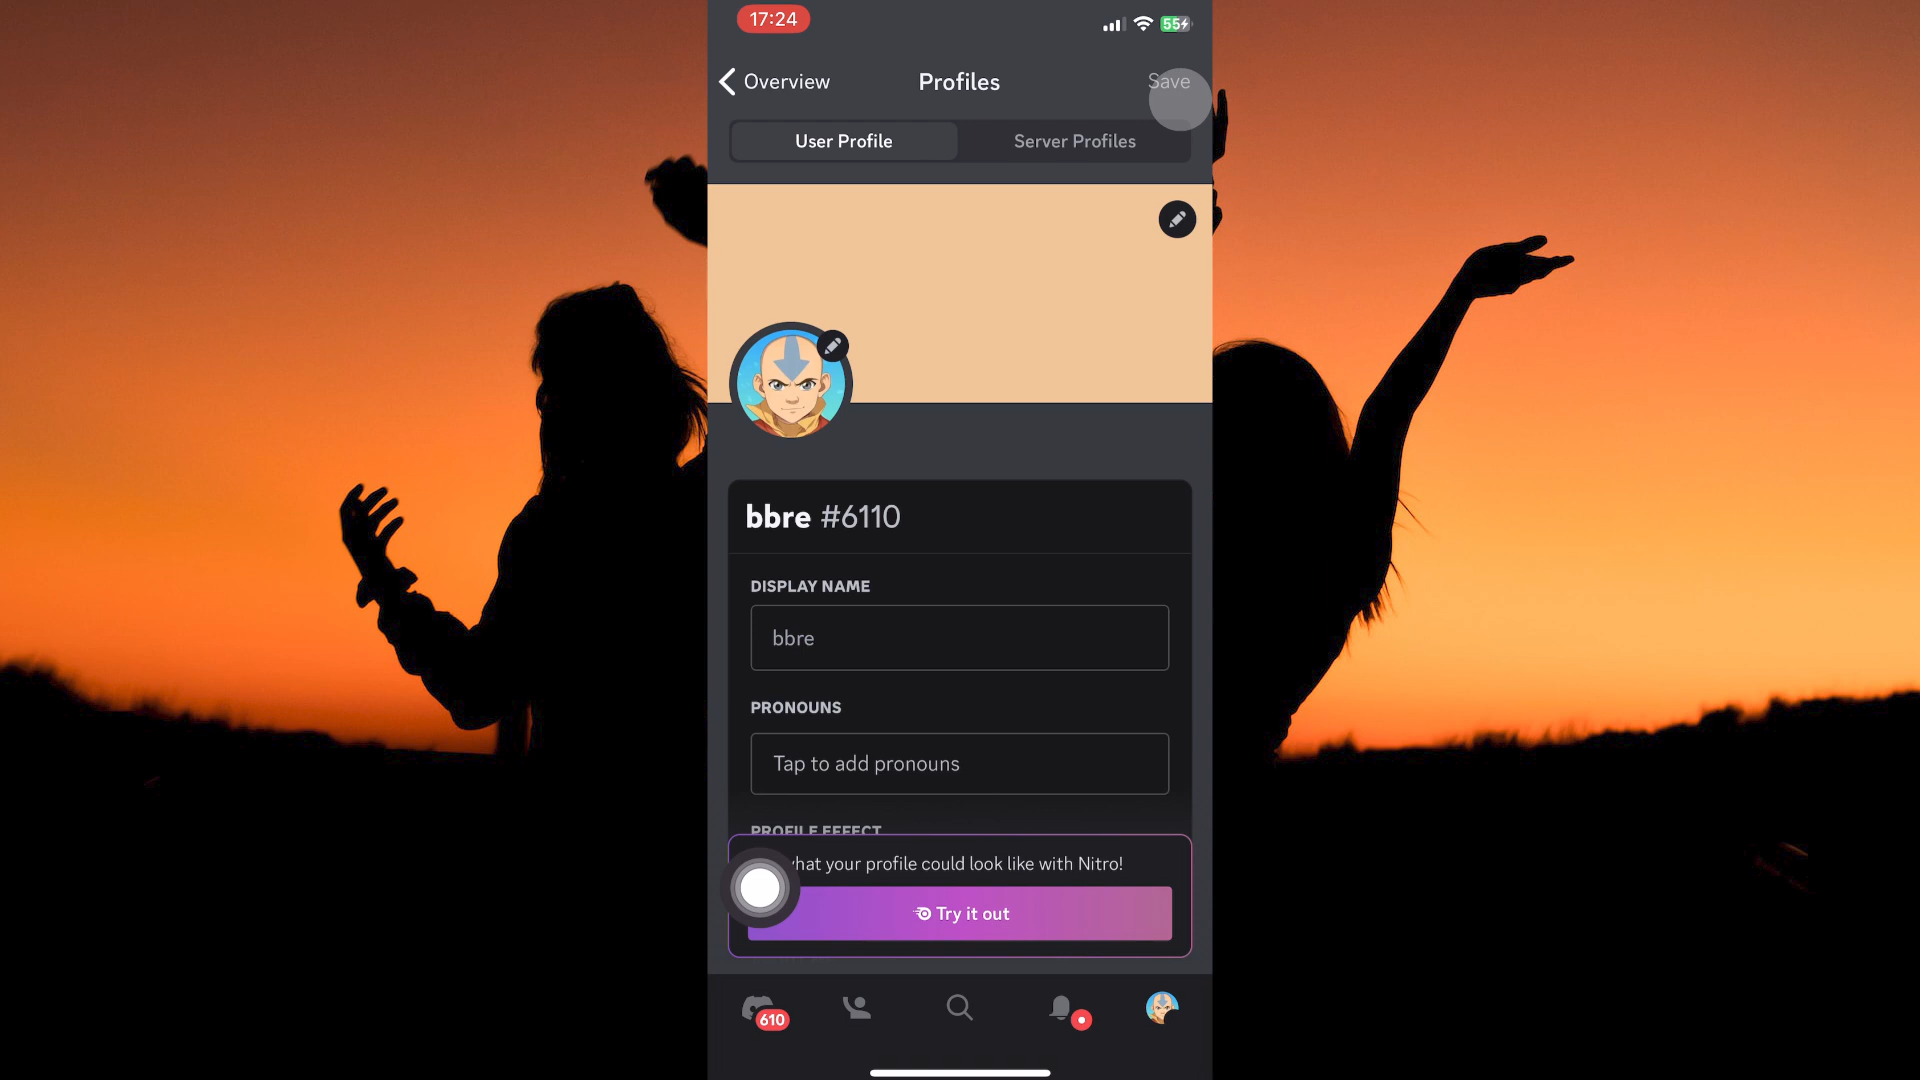 17:24
55
Overview
Profiles
Save
User Profile
Server Profiles
bbre #6110
DISPLAY NAME
bbre
PRONOUNS
Tap to add pronouns
PROFILE EFFECT
what your profile could look like with Nitro!
Try it out
610